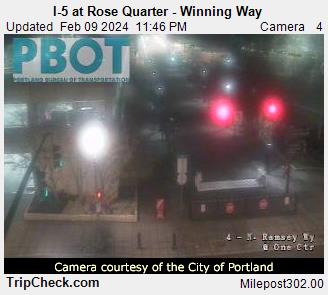 I-5 at Rose Quarter - Winning Way
Updated Feb 09 2024 11:46 PM Camera 4
PBOT
PORTLAND BUREAU OF TRANSPORTATION
4 - N. Ramsey Wy
@ One Ctr
Camera courtesy of the City of Portland
TripCheck.com Milepost302.00